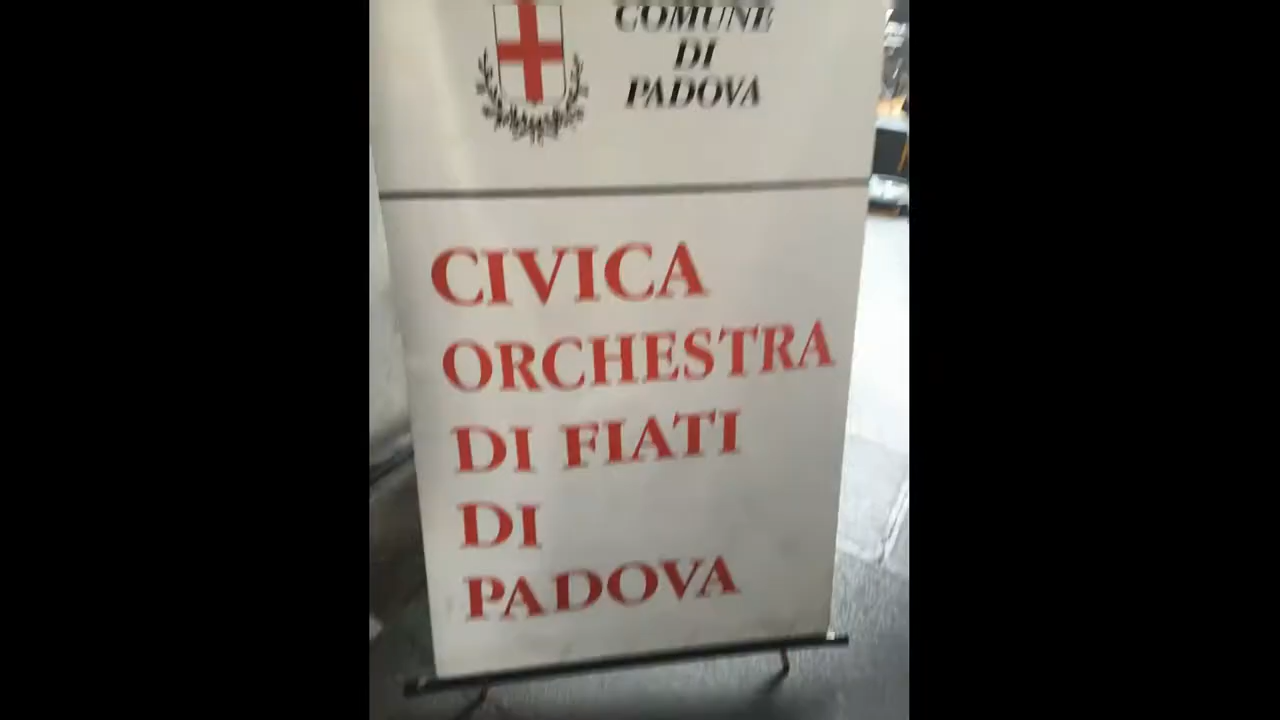 COMUNE
DI
PADOVA
CIVICA
ORCHESTRA
DI FIATI
DI
PADOVA